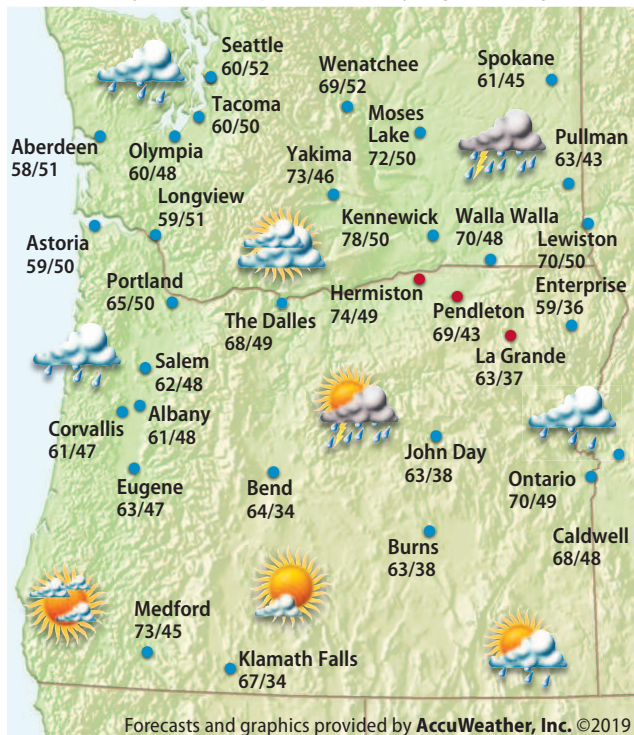 Seattle
60/52
Tacoma
60/50
Aberdeen
58/51
Olympia
60/48
Wenatchee
69/52
Spokane
61/45
Moses
Lake
72/50
Pullman
63/43
Yakima
73/46
Longview
59/51
Astoria
59/50
Kennewick
78/50
Walla Walla
70/48
Lewiston
70/50
Portland
65/50
The Dalles
68/49
Hermiston
74/49
Pendleton
69/43
Enterprise
59/36
La Grande
63/37
Salem
62/48
Albany
61/48
Corvallis
61/47
Eugene
63/47
Bend
64/34
John Day
63/38
Ontario
70/49
Caldwell
68/48
Burns
63/38
Medford
73/45
Klamath Falls
67/34
Forecasts and graphics provided by AccuWeather, Inc. ©2019